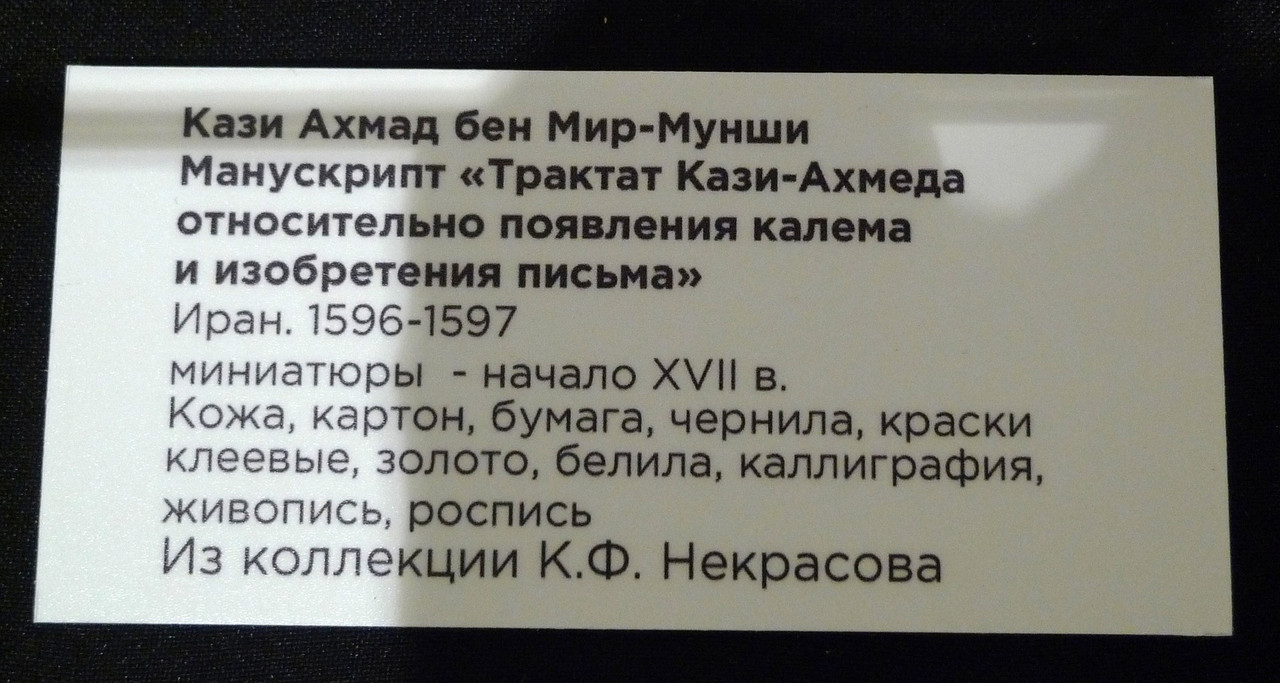 Кази Ахмад бен Мир-Мунши
Манускрипт «Трактат Кази-Ахмеда
относительно появления калема
и изобретения письма»
Иран. 1596-1597
миниатюры - начало XVII в.
Кожа, картон, бумага, чернила, краски
клеевые, золото, белила, каллиграфия,
живопись, роспись
Из коллекции К.Ф. Некрасова